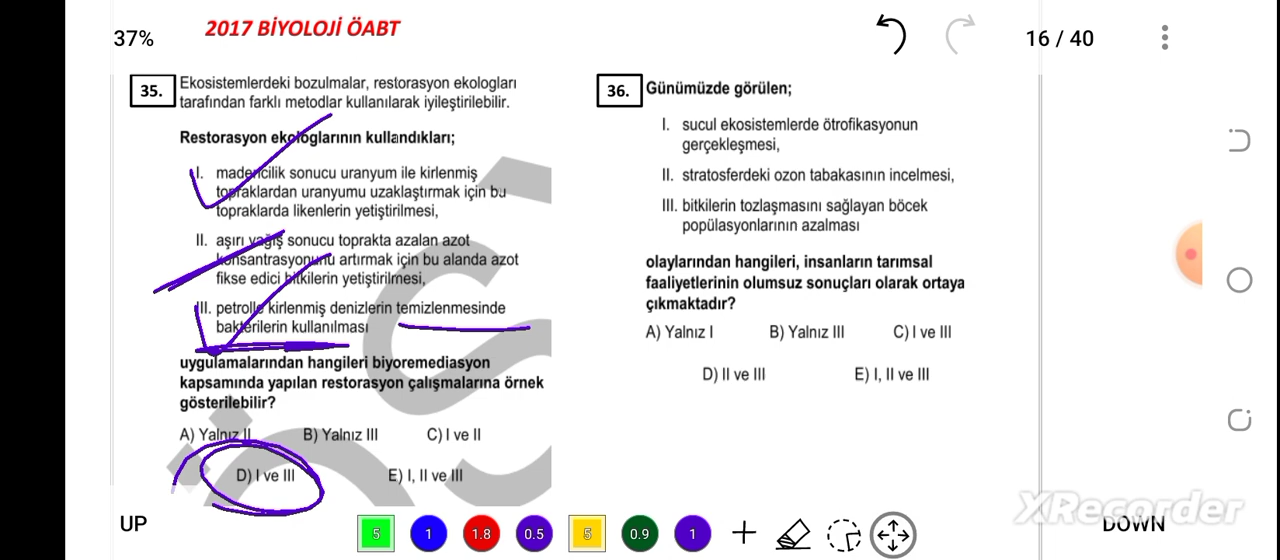 37%
2017 BİYOLOJİ ÖABT
16 / 40
35.
Ekosistemlerdeki bozulmalar, restorasyon ekologları
tarafından farklı metodlar kullanılarak iyileştirilebilir.
Restorasyon ekologlarının kullandıkları;
I. madencilik sonucu uranyum ile kirlenmiş
topraklardan uranyumu uzaklaştırmak için bu
topraklarda likenlerin yetiştirilmesi,
II. aşırı yağış sonucu toprakta azalan azot
konsantrasyonunu artırmak için bu alanda azot
fikse edici bitkilerin yetiştirilmesi,
III. petrolle kirlenmiş denizlerin temizlenmesinde
bakterilerin kullanılması
uygulamalarından hangileri biyoremediasyon
kapsamında yapılan restorasyon çalışmalarına örnek
gösterilebilir?
A) Yalnız II B) Yalnız III C) I ve II
D) I ve III E) I, II ve III
36.
Günümüzde görülen;
I. sucul ekosistemlerde ötrofikasyonun
gerçekleşmesi,
II. stratosferdeki ozon tabakasının incelmesi,
III. bitkilerin tozlaşmasını sağlayan böcek
popülasyonlarının azalması
olaylarından hangileri, insanların tarımsal
faaliyetlerinin olumsuz sonuçları olarak ortaya
çıkmaktadır?
A) Yalnız I B) Yalnız III C) I ve III
D) II ve III E) I, II ve III
UP
5 1 1.8 0.5 5 0.9 1
XRecorder
DOWN